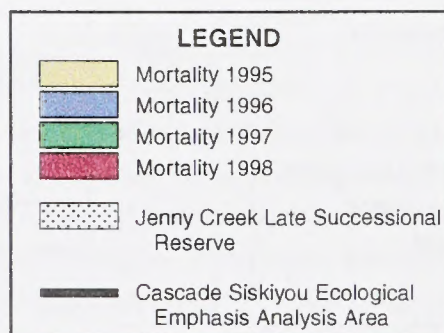 LEGEND
Mortality 1995
Mortality 1996
Mortality 1997
Mortality 1998
Jenny Creek Late Successional
Reserve
Cascade Siskiyou Ecological
Emphasis Analysis Area